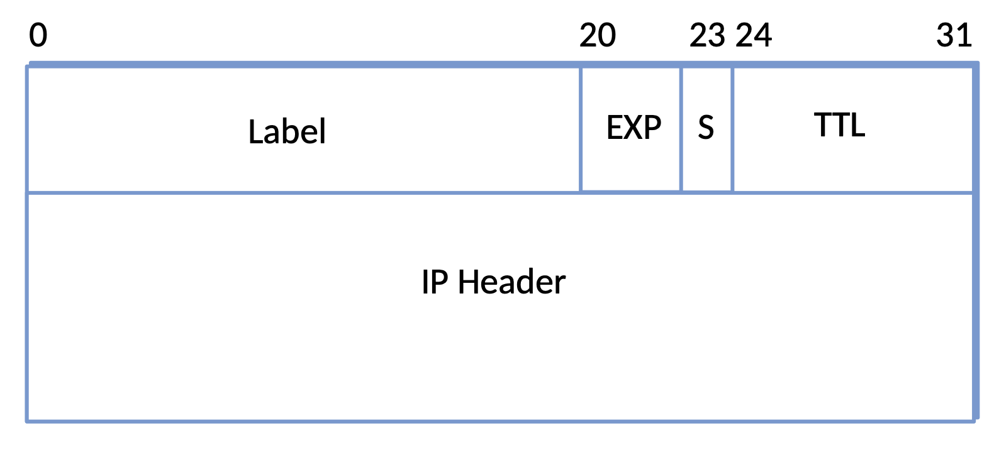 0 20 23 24 31
Label EXP S TTL
IP Header